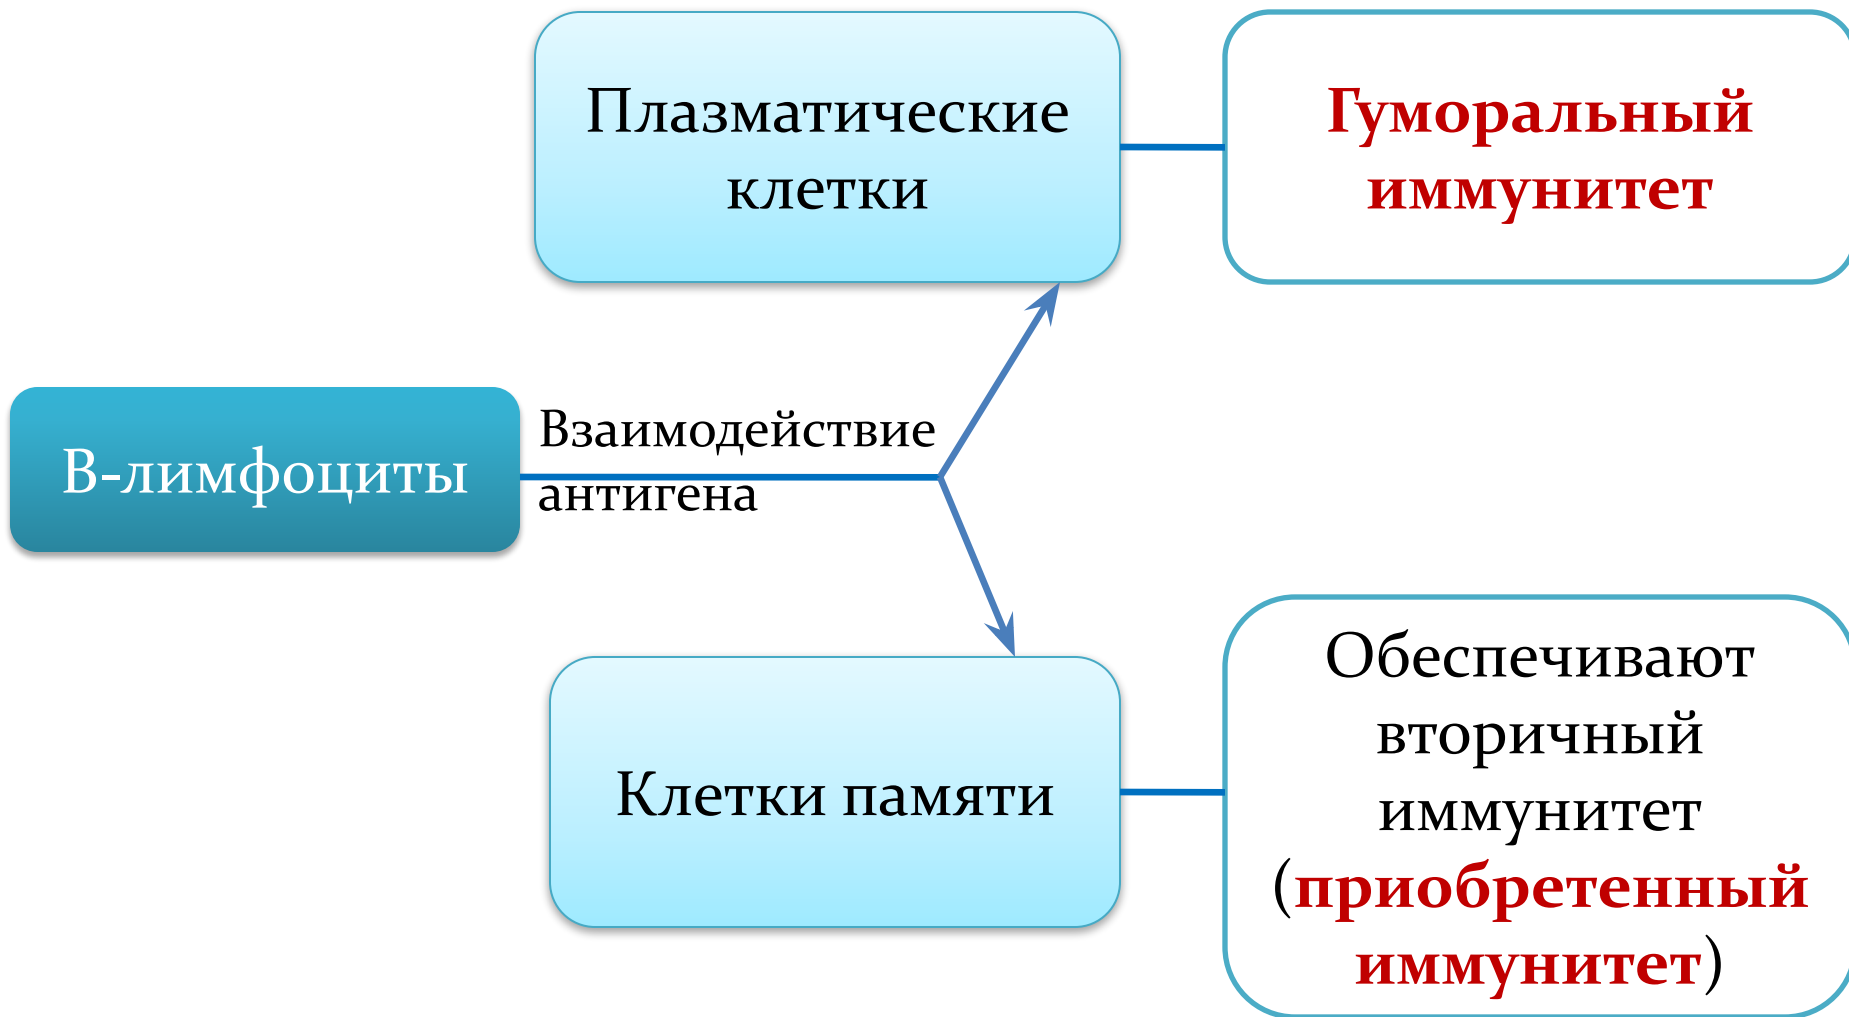 Плазматические
клетки
Гуморальный
иммунитет
В-лимфоциты
Взаимодействие
антигена
Клетки памяти
Обеспечивают
вторичный
иммунитет
(приобретенный
иммунитет)